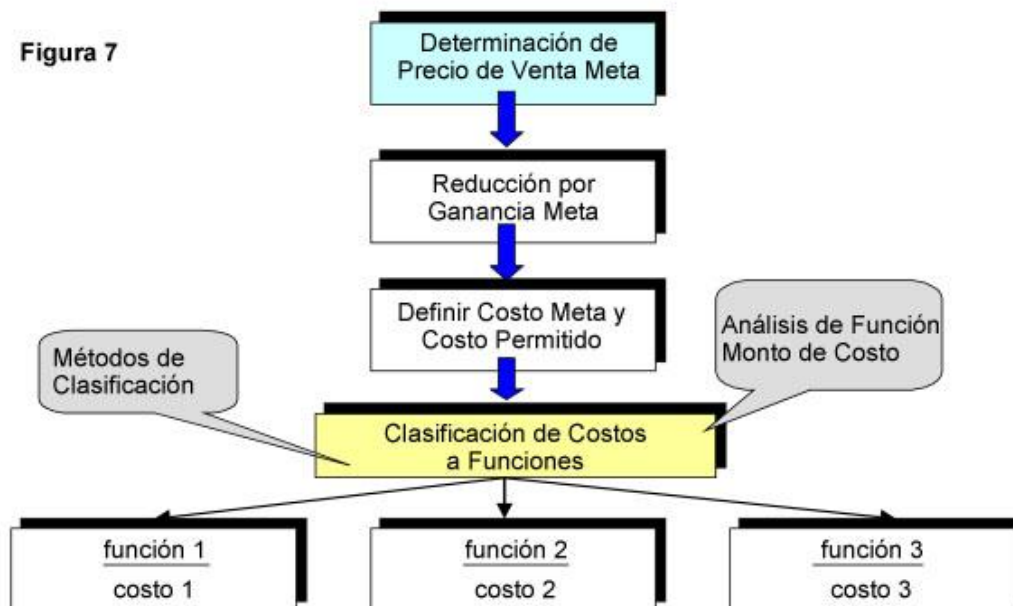 Figura 7
Determinación de
Precio de Venta Meta
Reducción por
Ganancia Meta
Definir Costo Meta y
Costo Permitido
Análisis de Función
Monto de Costo
Métodos de
Clasificación
Clasificación de Costos
a Funciones
función 1
costo 1
función 2
costo 2
función 3
costo 3